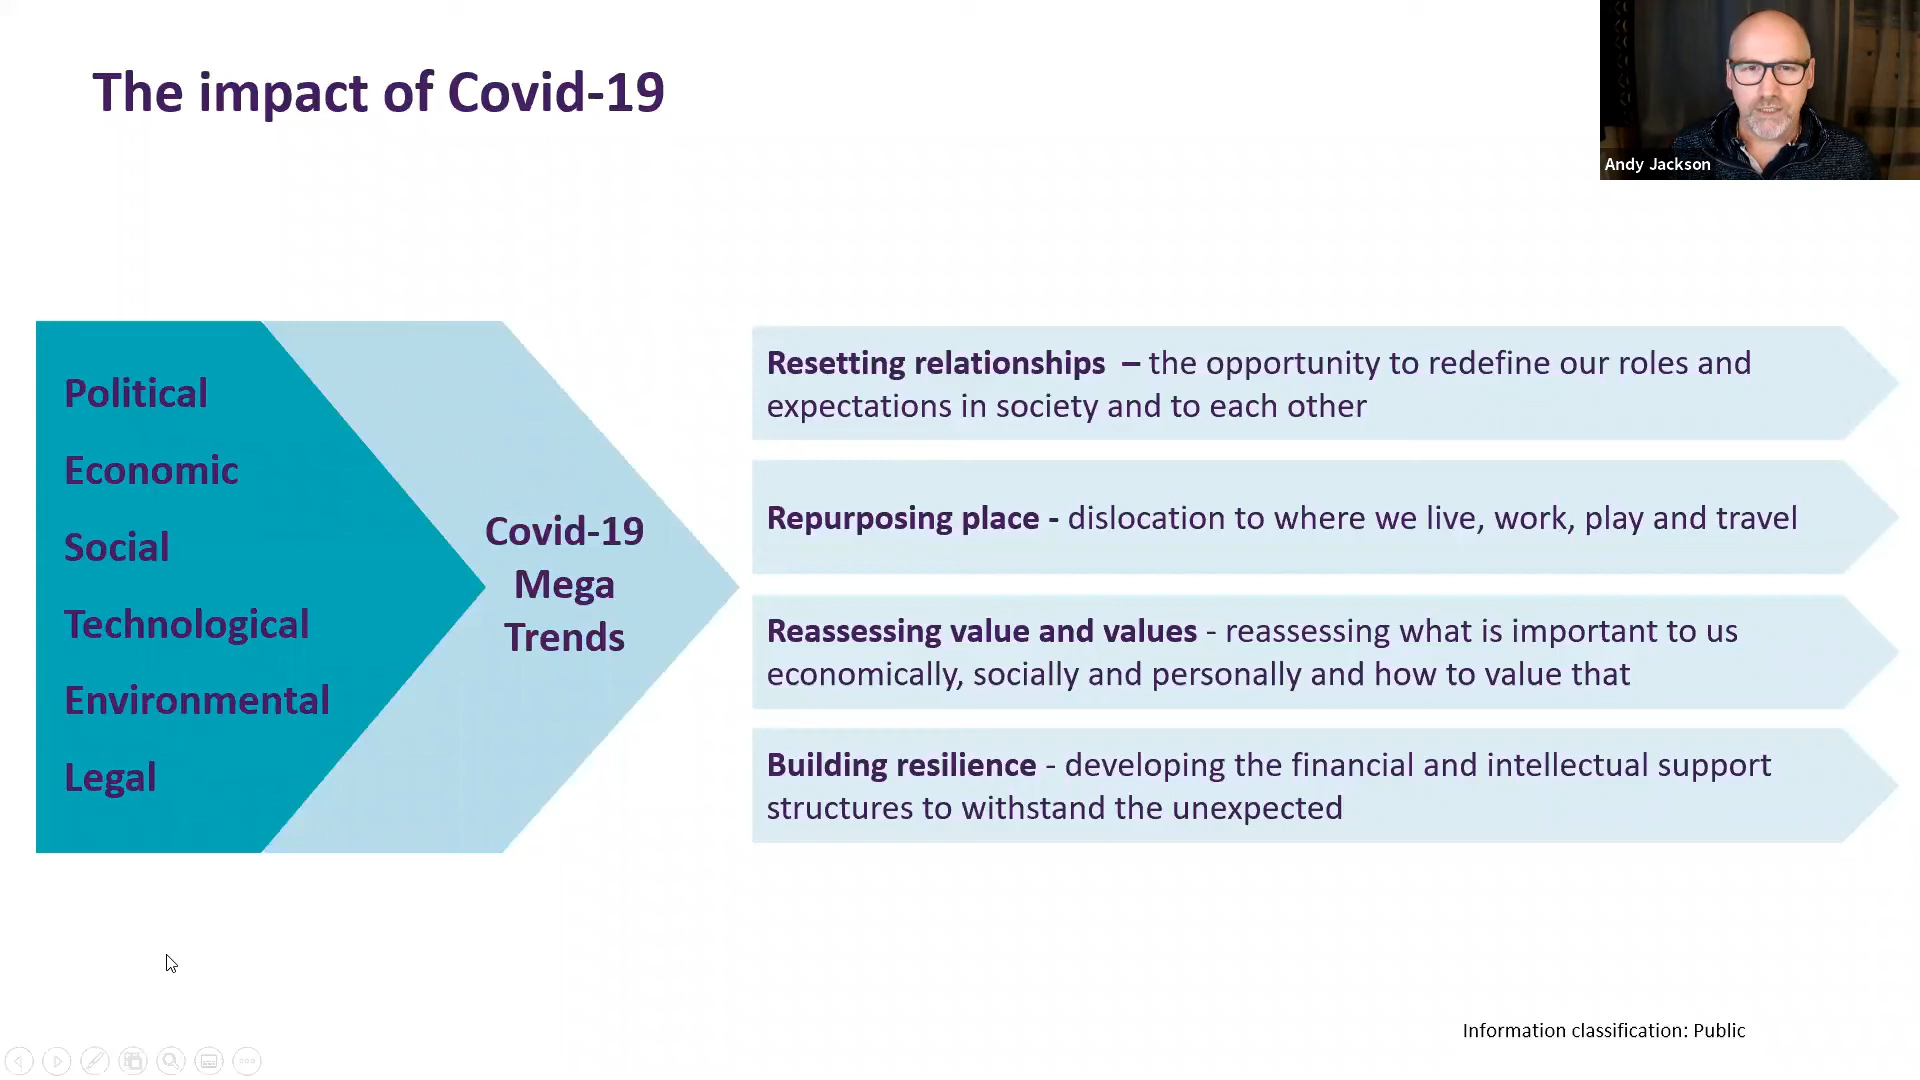 The impact of Covid-19
Andy Jackson
Political
Economic
Social
Technological
Environmental
Legal
Covid-19
Mega
Trends
Resetting relationships – the opportunity to redefine our roles and
expectations in society and to each other
Repurposing place - dislocation to where we live, work, play and travel
Reassessing value and values - reassessing what is important to us
economically, socially and personally and how to value that
Building resilience - developing the financial and intellectual support
structures to withstand the unexpected
Information classification: Public